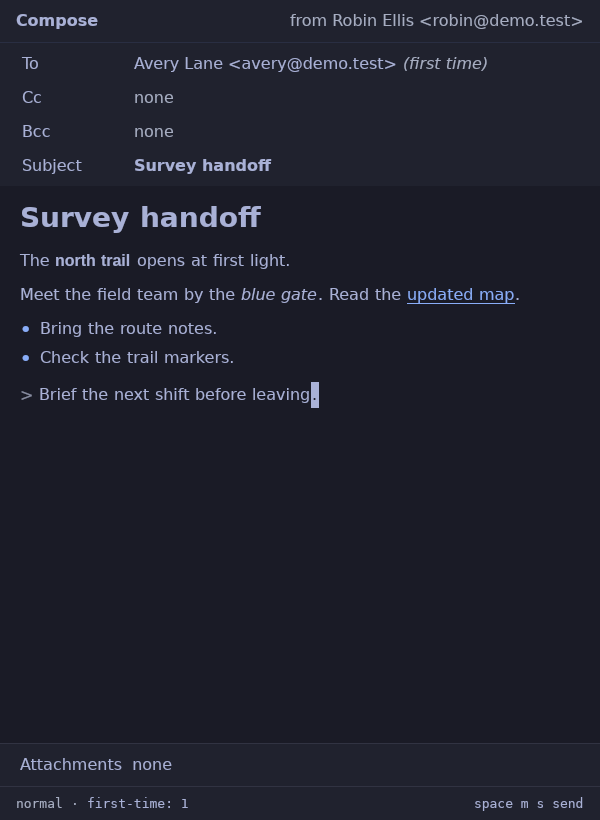 Compose from Robin Ellis <robin@demo.test>
To Avery Lane <avery@demo.test> (first time)
Cc none
Bcc none
Subject Survey handoff
Survey handoff
The north trail opens at first light.
Meet the field team by the blue gate. Read the updated map.
• Bring the route notes.
• Check the trail markers.
> Brief the next shift before leaving.
Attachments none
normal · first-time: 1 space m s send